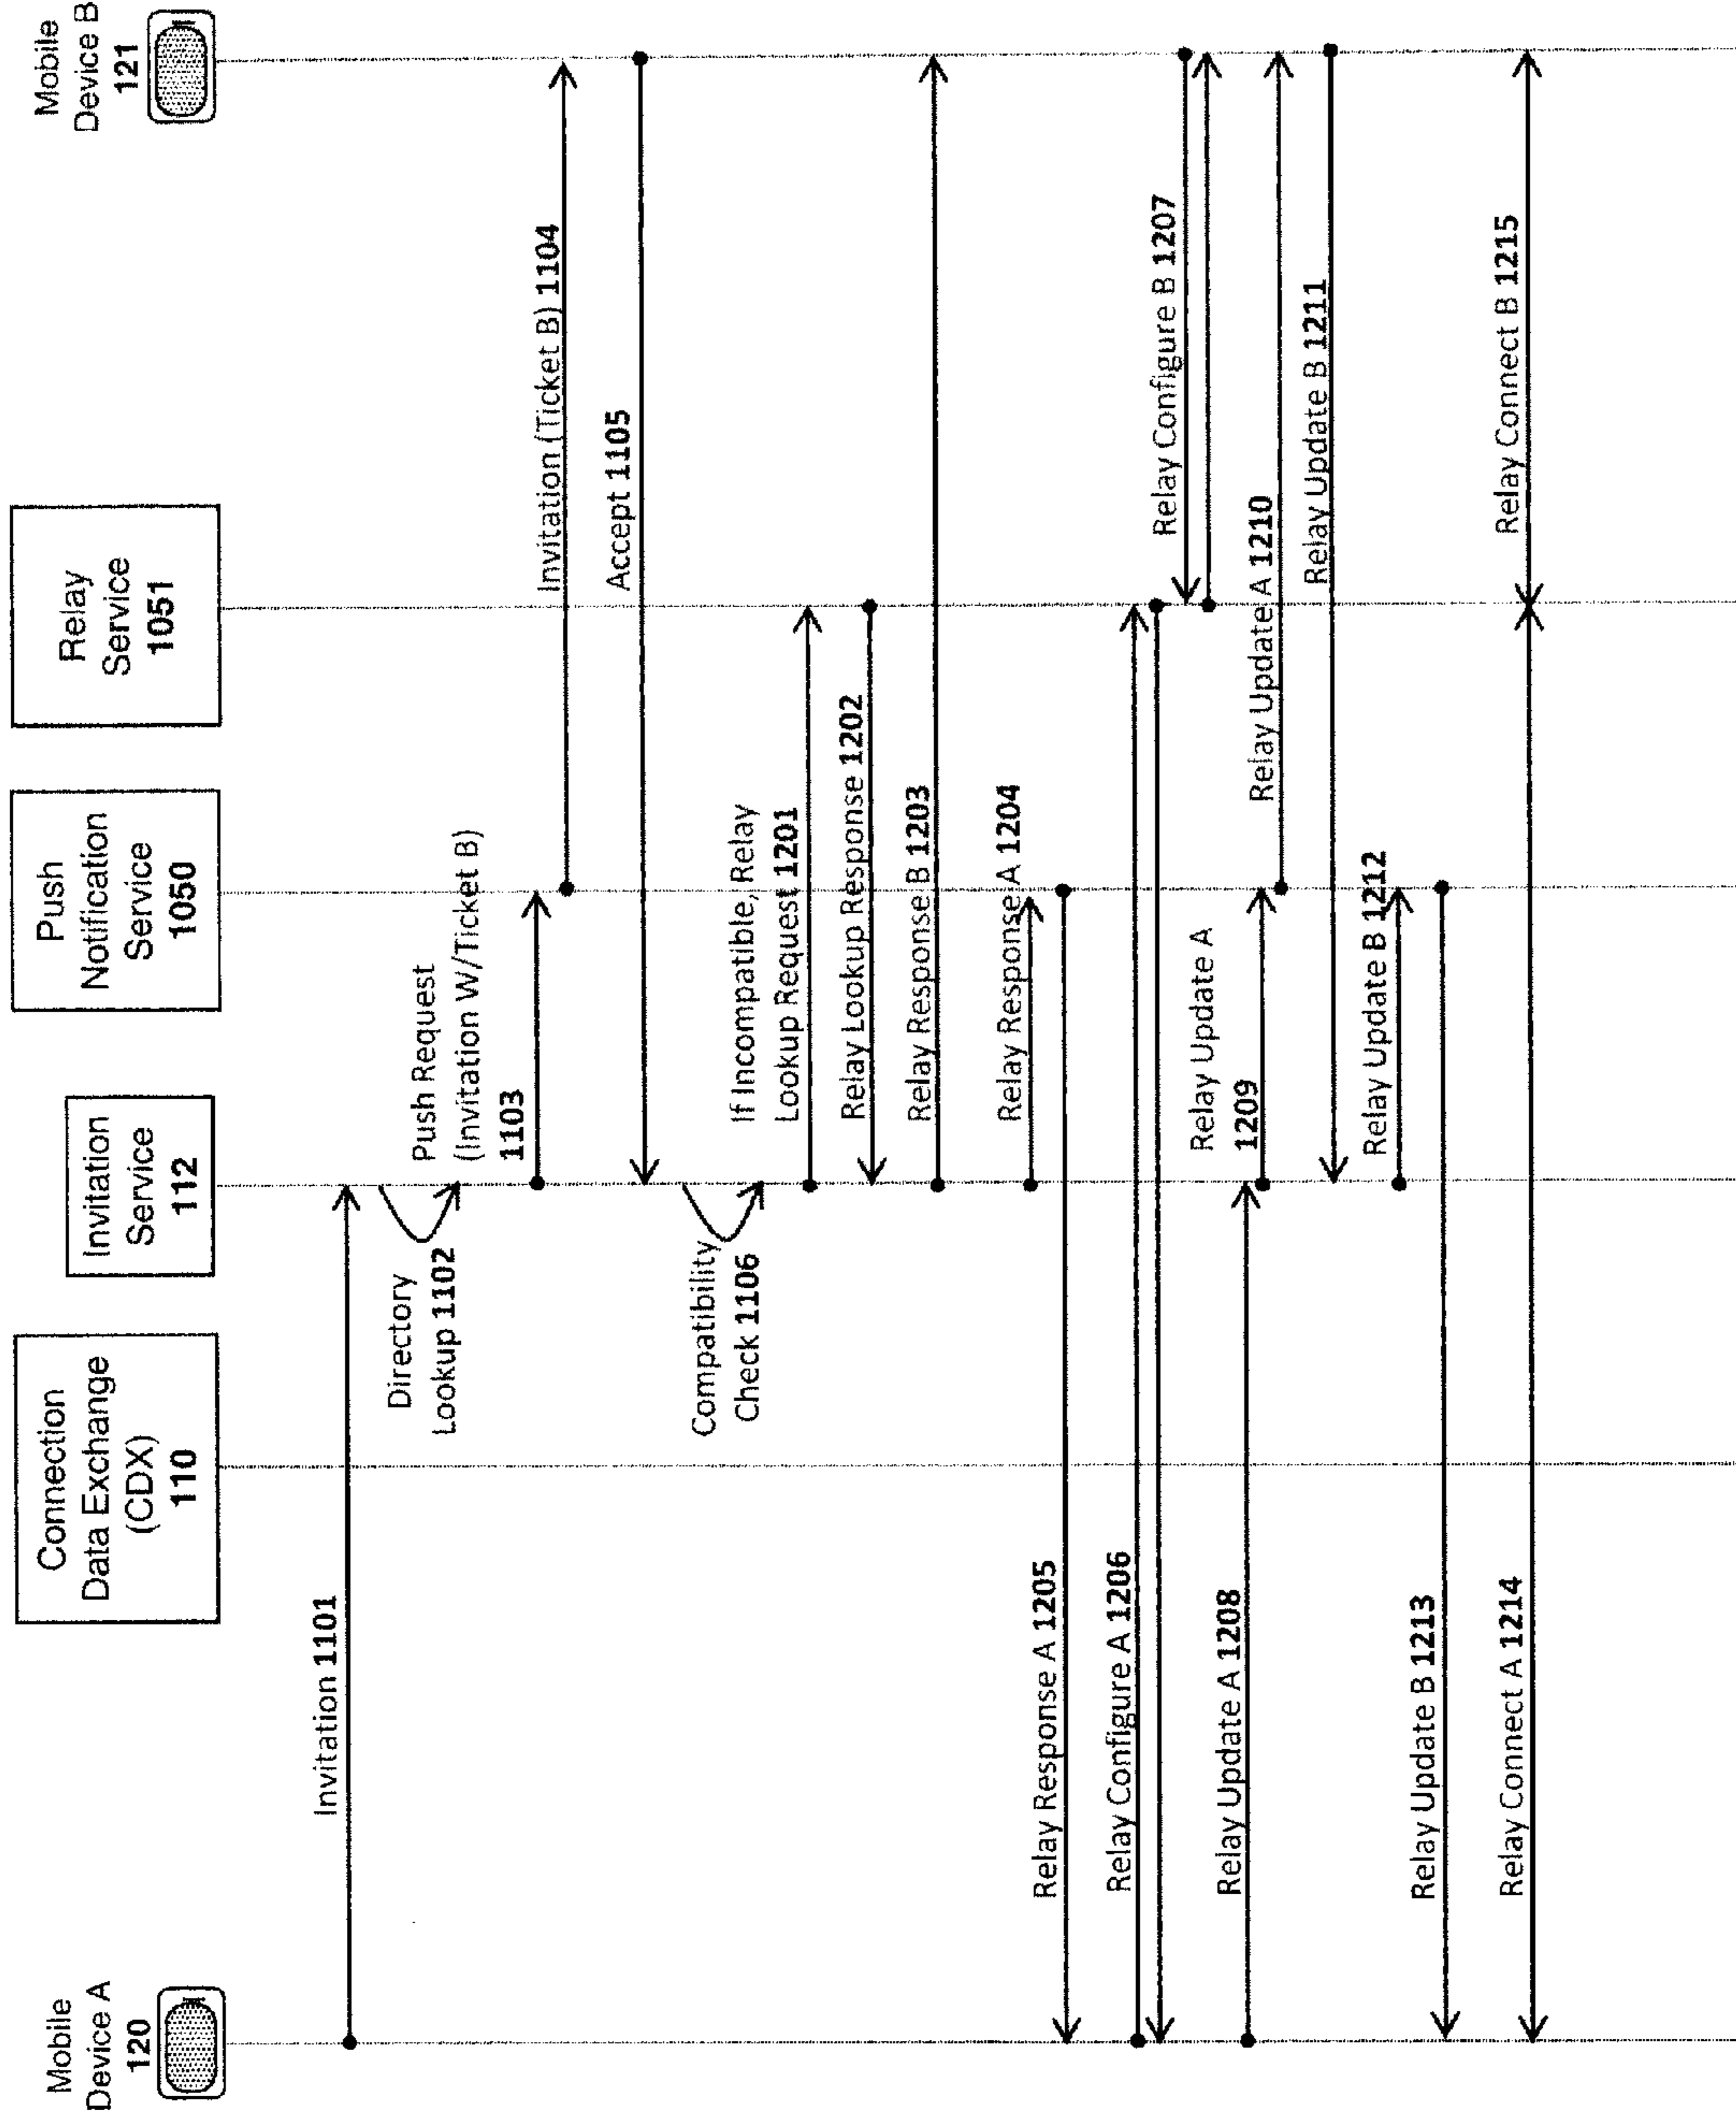 Mobile
Device A
120
Connection
Data Exchange
(CDX)
110
Invitation
Service
112
Push
Notification
Service
1050
Relay
Service
1051
Mobile
Device B
121
Invitation 1101
Directory
Lookup 1102
Push Request
(Invitation W/Ticket B)
1103
Invitation (Ticket B) 1104
Accept 1105
Compatibility
Check 1106
If Incompatible, Relay
Lookup Request 1201
Relay Lookup Response 1202
Relay Response B 1203
Relay Response A 1204
Relay Response A 1205
Relay Configure A 1206
Relay Configure B 1207
Relay Update A 1208
Relay Update A
1209
Relay Update A 1210
Relay Update B 1211
Relay Update B 1212
Relay Update B 1213
Relay Connect A 1214
Relay Connect B 1215